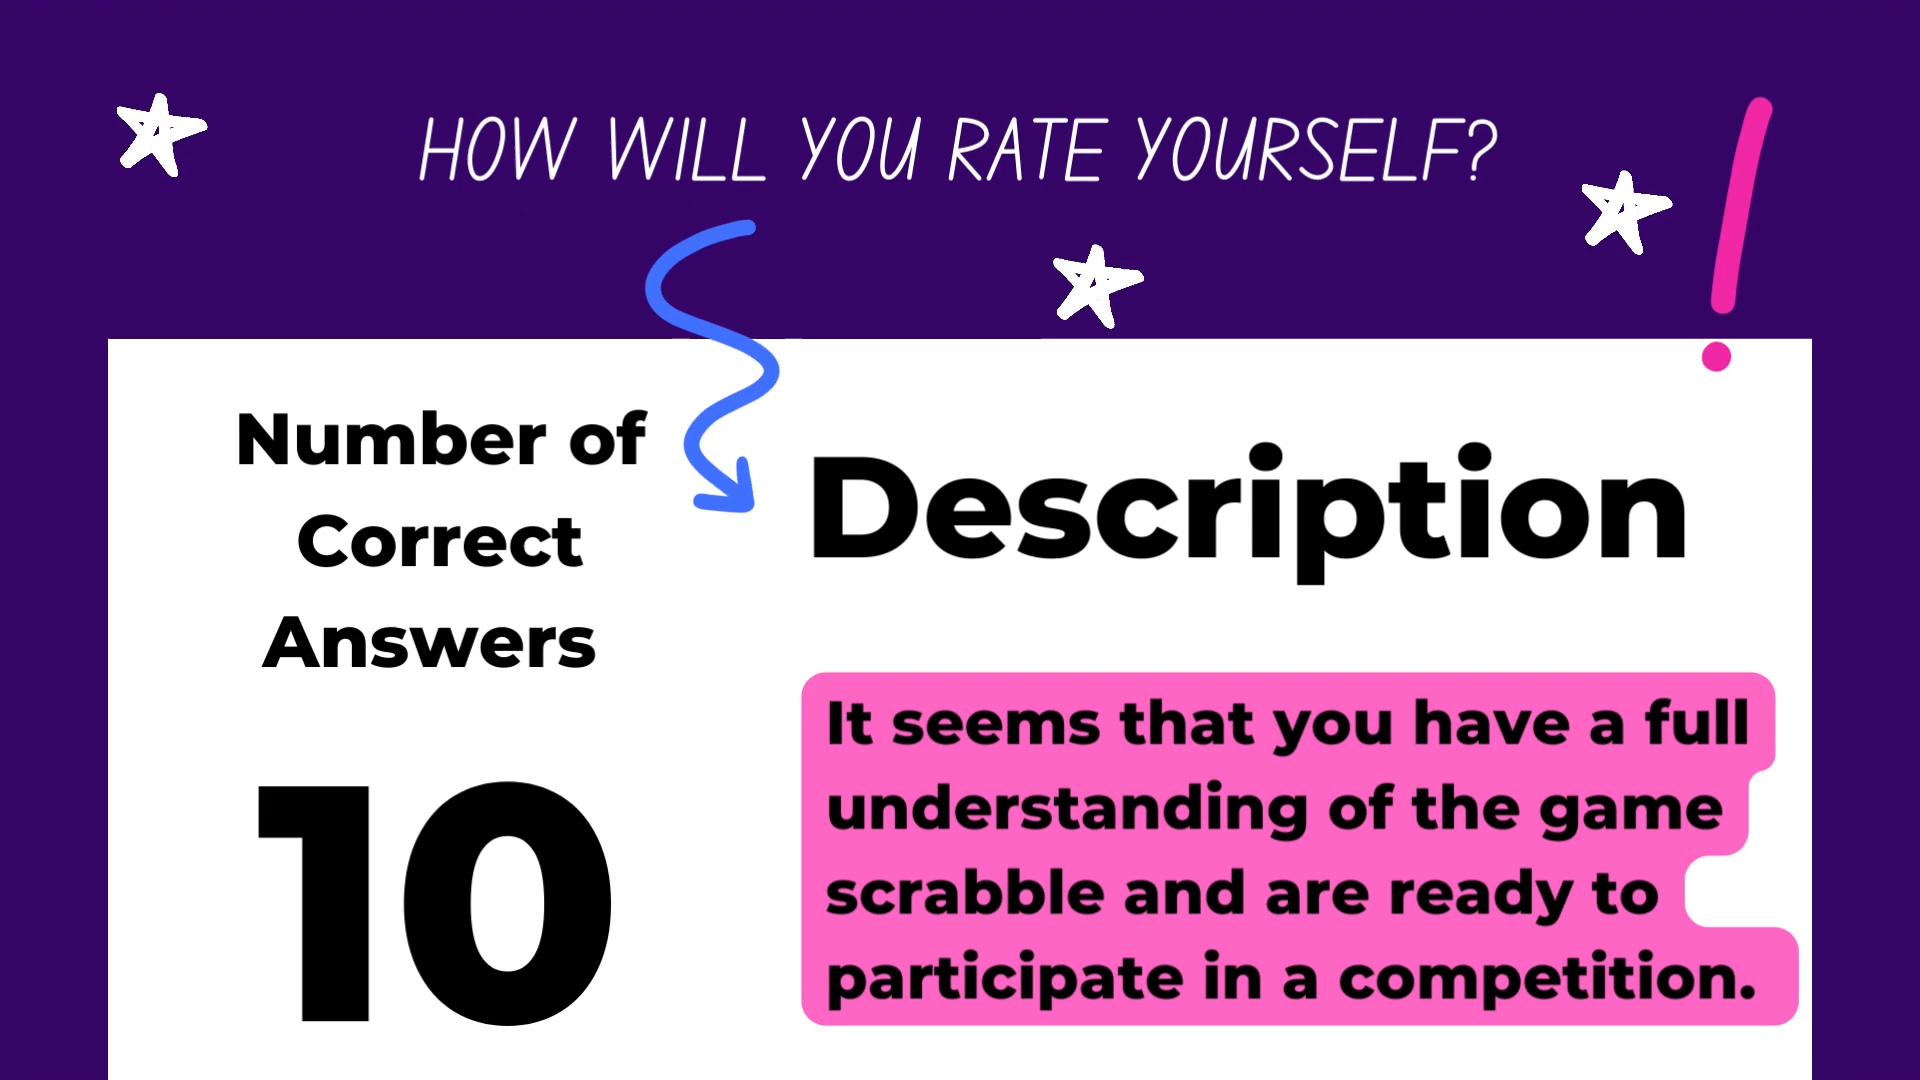 HOW WILL YOU RATE YOURSELF?
Number of
Correct
Answers
Description
10
It seems that you have a full
understanding of the game
scrabble and are ready to
participate in a competition.